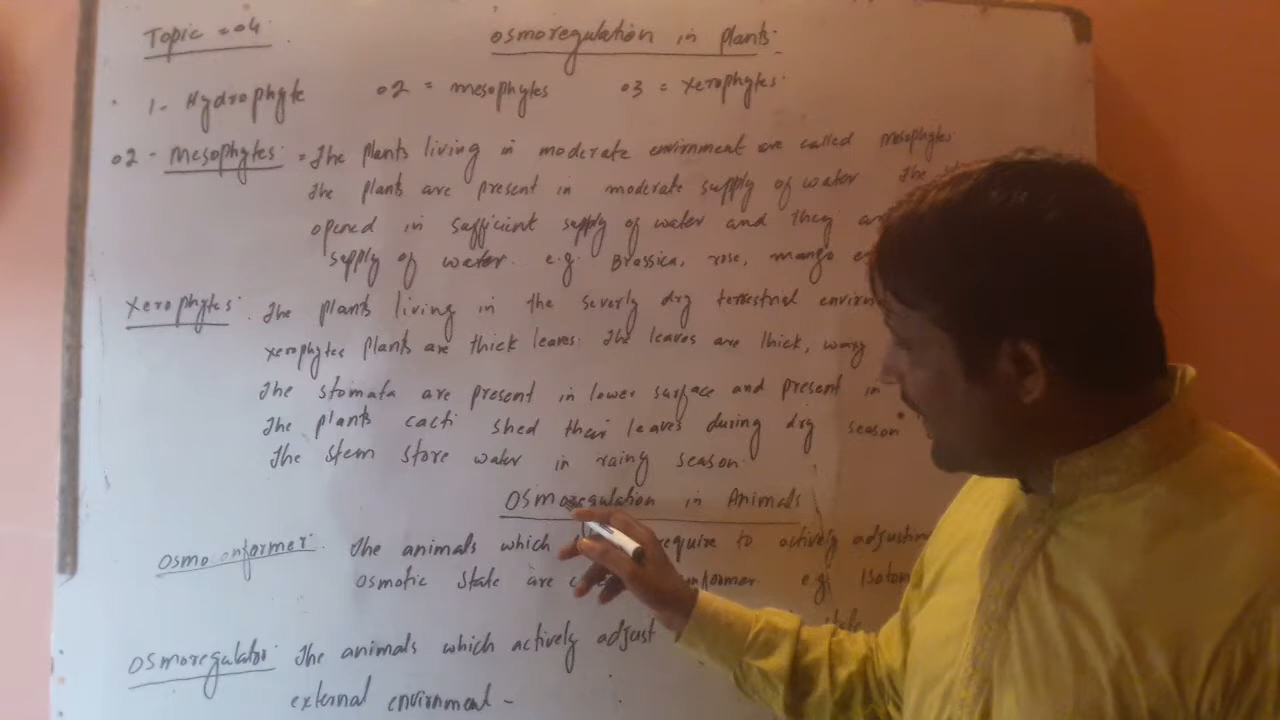 Topic = 04
osmoregulation in plants
1- Hydrophyte 02 = mesophytes 03 = xerophytes
02 - Mesophytes = The plants living in moderate envirnment are called mesophytes
The plants are present in moderate supply of water The
opened in sufficient supply of water and they
supply of water e.g. Brassica, rose, mango
Xerophytes: The plants living in the severly dry terrestrial
xerophytes plants are thick leaves. The leaves are thick, waxy
The stomata are present in lower surface and present in
The plants cacti shed their leaves during dry season
The stem store water in rainy season
Osmoregulation in Animals
Osmoconformer: The animals which require to actively
osmotic state are e.g
Osmoregulator: The animals which actively adjust
external envirnment -